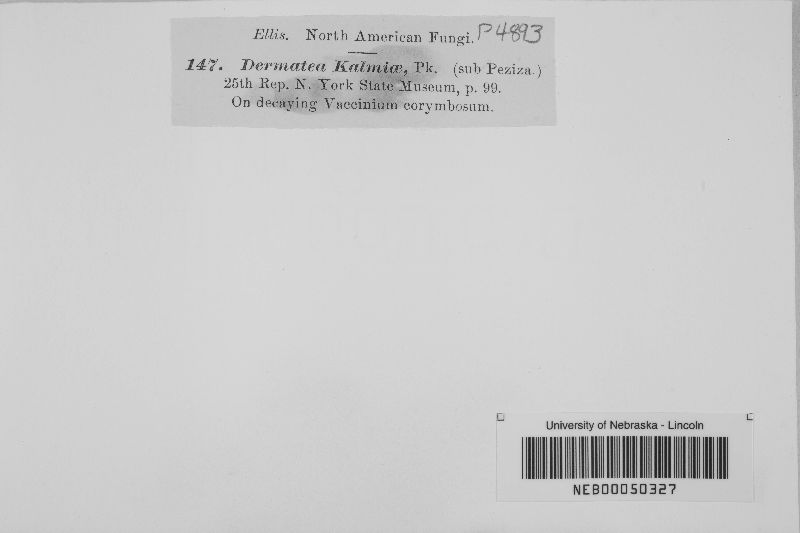 Ellis. North American Fungi. P4893
147. Dermatea Kalmiæ, Pk. (sub Peziza.)
25th Rep. N. York State Museum, p. 99.
On decaying Vaccinium corymbosum.
University of Nebraska - Lincoln
NEB00050327